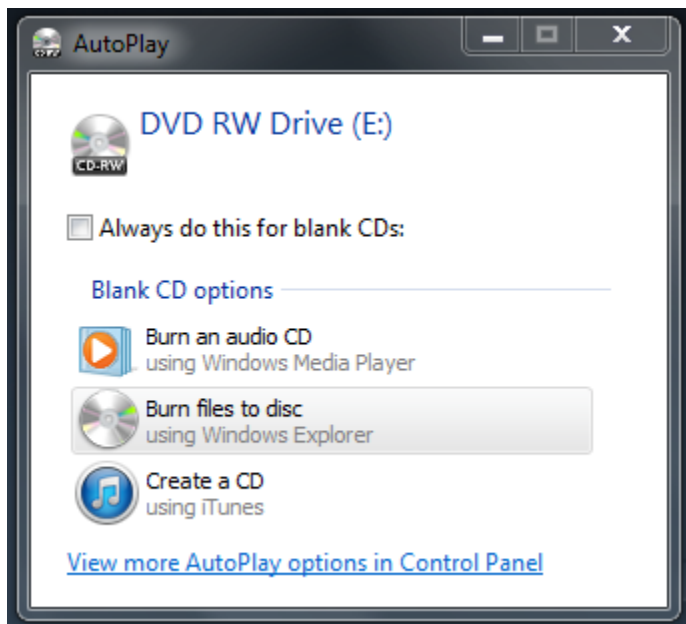 AutoPlay
DVD RW Drive (E:)
CD-RW
Always do this for blank CDs:
Blank CD options
Burn an audio CD
using Windows Media Player
Burn files to disc
using Windows Explorer
Create a CD
using iTunes
View more AutoPlay options in Control Panel